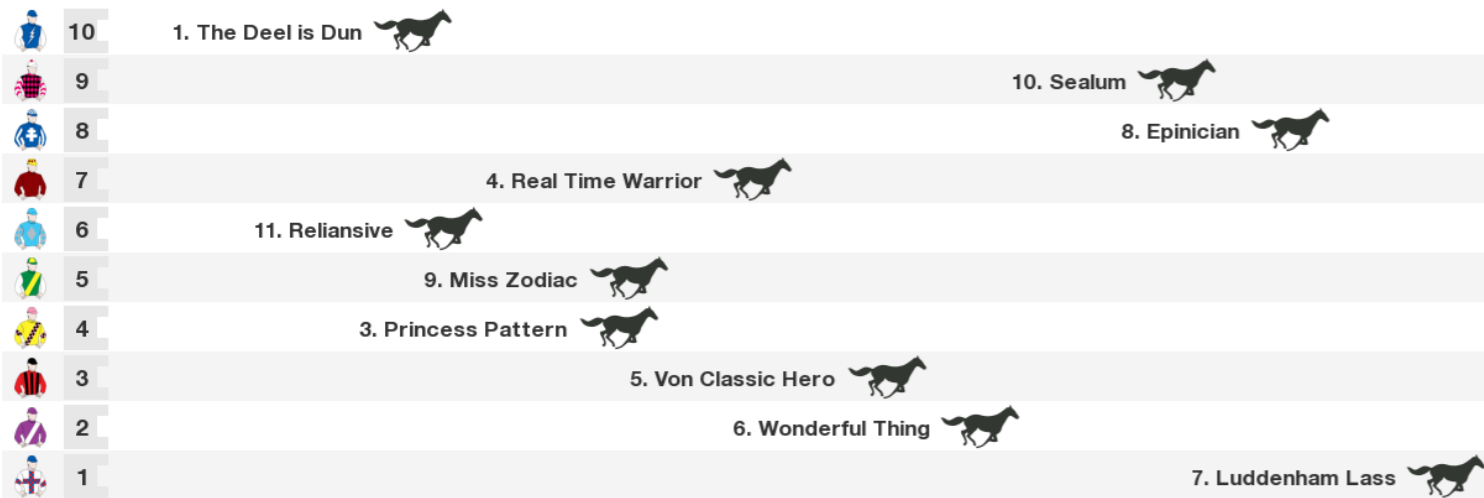 10 1. The Deel is Dun
9 10. Sealum
8 8. Epinician
7 4. Real Time Warrior
6 11. Reliansive
5 9. Miss Zodiac
4 3. Princess Pattern
3 5. Von Classic Hero
2 6. Wonderful Thing
1 7. Luddenham Lass